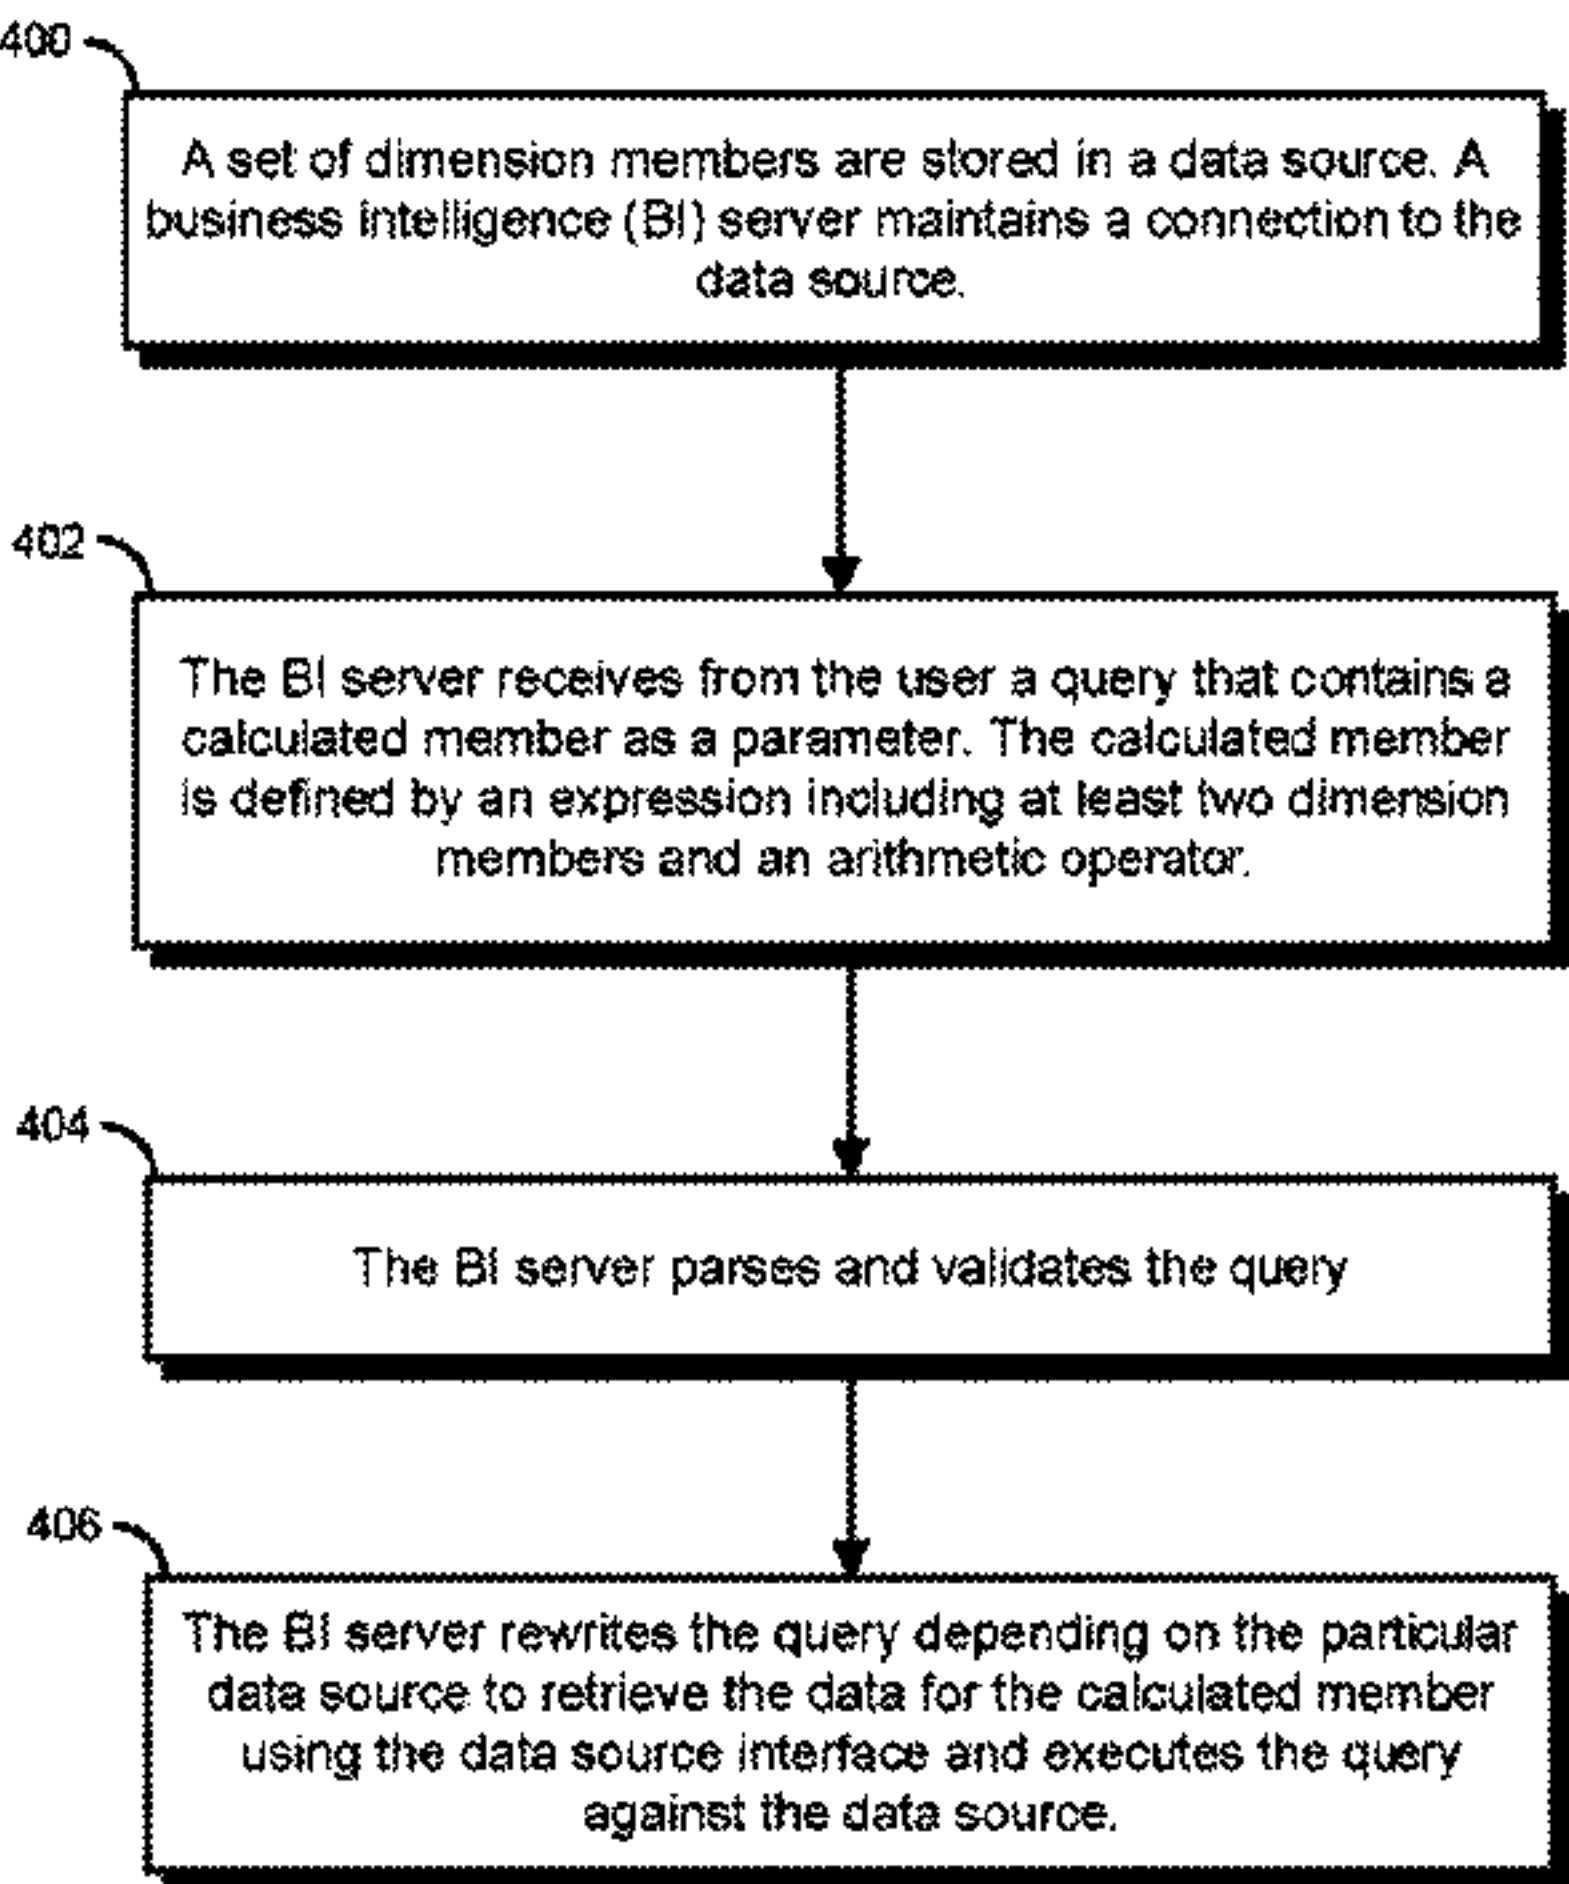 400
A set of dimension members are stored in a data source. A
business intelligence (BI) server maintains a connection to the
data source.
402
The BI server receives from the user a query that contains a
calculated member as a parameter. The calculated member
is defined by an expression including at least two dimension
members and an arithmetic operator.
404
The BI server parses and validates the query
406
The BI server rewrites the query depending on the particular
data source to retrieve the data for the calculated member
using the data source interface and executes the query
against the data source.